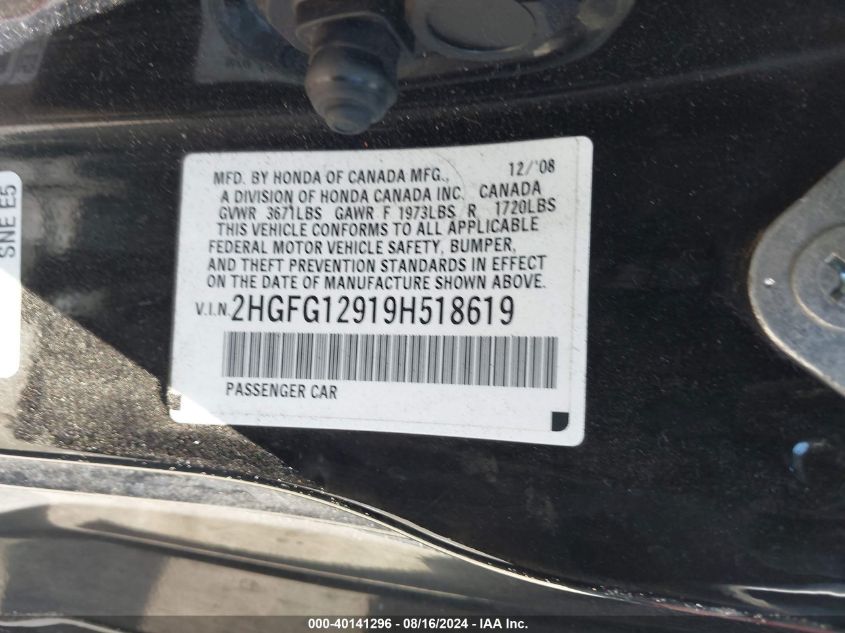 MFD. BY HONDA OF CANADA MFG., 12/'08
A DIVISION OF HONDA CANADA INC. CANADA
GVWR 3671LBS GAWR F 1973LBS R 1720LBS
THIS VEHICLE CONFORMS TO ALL APPLICABLE
FEDERAL MOTOR VEHICLE SAFETY, BUMPER,
AND THEFT PREVENTION STANDARDS IN EFFECT
ON THE DATE OF MANUFACTURE SHOWN ABOVE.
V.I.N. 2HGFG12919H518619
PASSENGER CAR
SNE E5
000-40141296 - 08/16/2024 - IAA Inc.